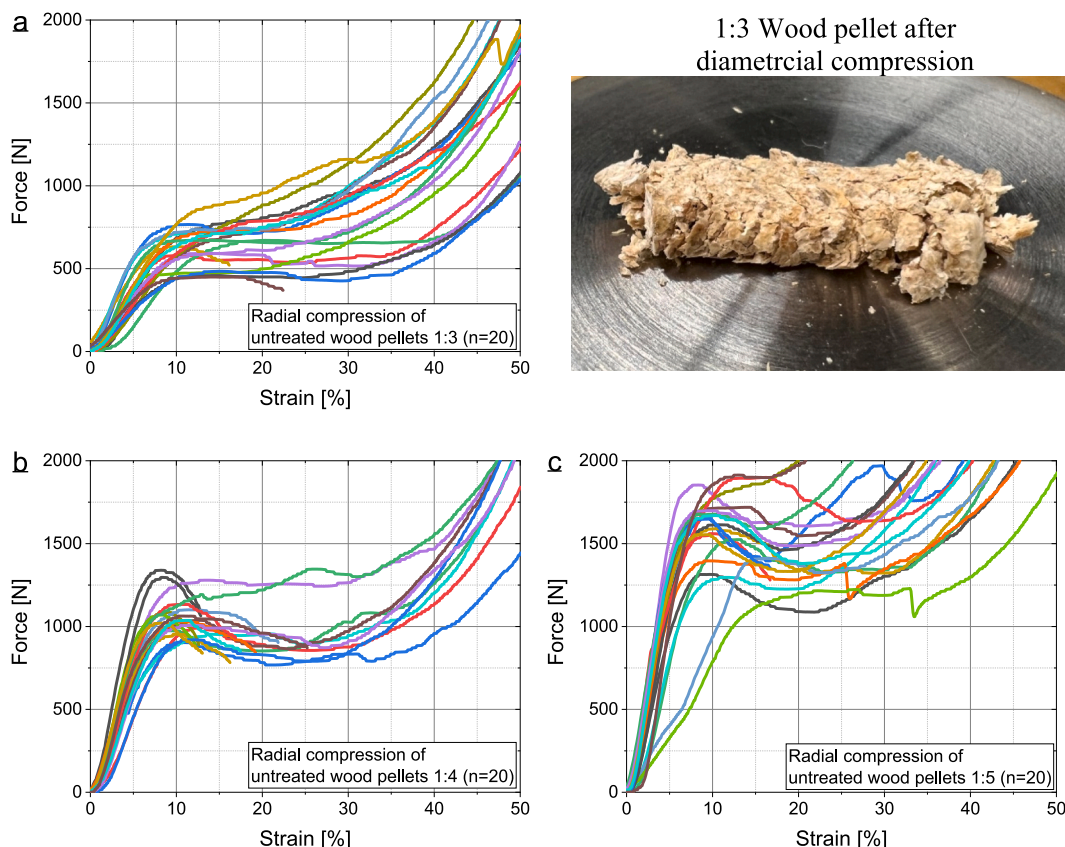 a
2000
1500
1000
500
0
Force [N]
0 10 20 30 40 50
Strain [%]
Radial compression of
untreated wood pellets 1:3 (n=20)
1:3 Wood pellet after
diametrcial compression
b
2000
1500
1000
500
0
Force [N]
0 10 20 30 40 50
Strain [%]
Radial compression of
untreated wood pellets 1:4 (n=20)
c
2000
1500
1000
500
0
Force [N]
0 10 20 30 40 50
Strain [%]
Radial compression of
untreated wood pellets 1:5 (n=20)